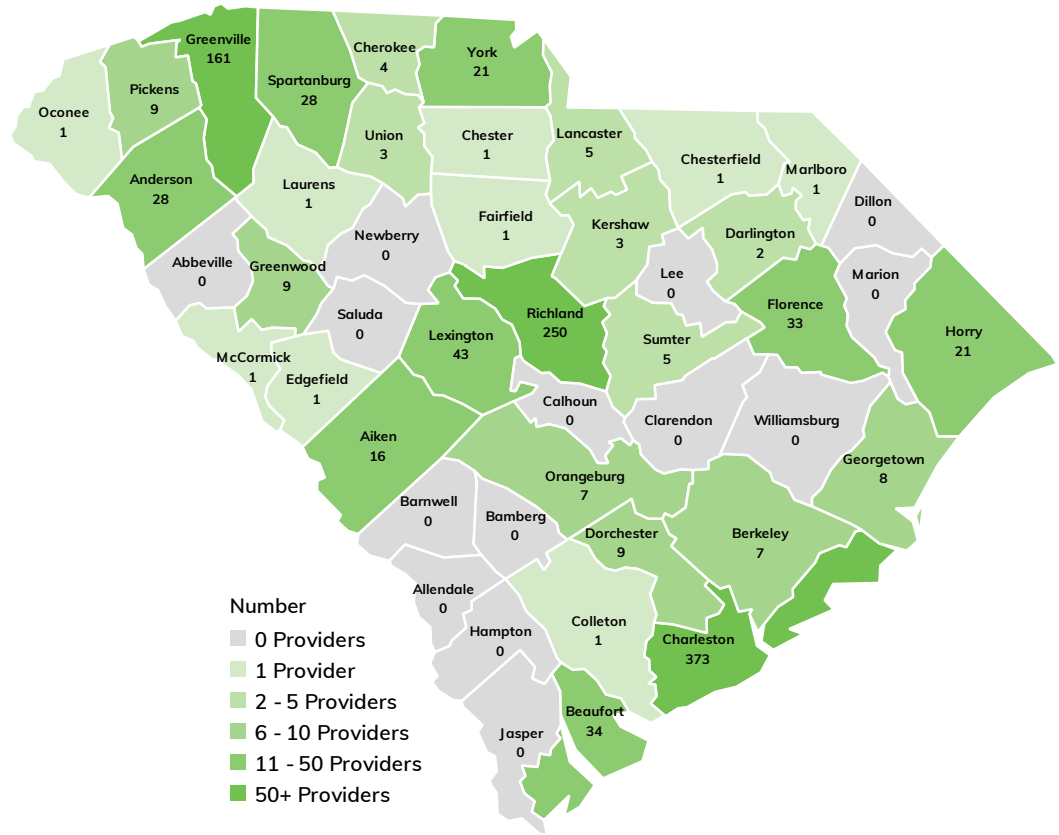 Greenville
161
Cherokee
4
York
21
Spartanburg
28
Pickens
9
Oconee
1
Union
3
Chester
1
Lancaster
5
Chesterfield
1
Marlboro
1
Anderson
28
Laurens
1
Dillon
0
Fairfield
1
Kershaw
3
Darlington
2
Newberry
0
Abbeville
0
Greenwood
9
Lee
0
Marion
0
Saluda
0
Richland
250
Florence
33
Lexington
43
Sumter
5
Horry
21
McCormick
1
Edgefield
1
Calhoun
0
Clarendon
0
Williamsburg
0
Aiken
16
Georgetown
8
Orangeburg
7
Barnwell
0
Bamberg
0
Dorchester
9
Berkeley
7
Allendale
0
Hampton
0
Colleton
1
Charleston
373
Beaufort
34
Jasper
0
Number
0 Providers
1 Provider
2 - 5 Providers
6 - 10 Providers
11 - 50 Providers
50+ Providers